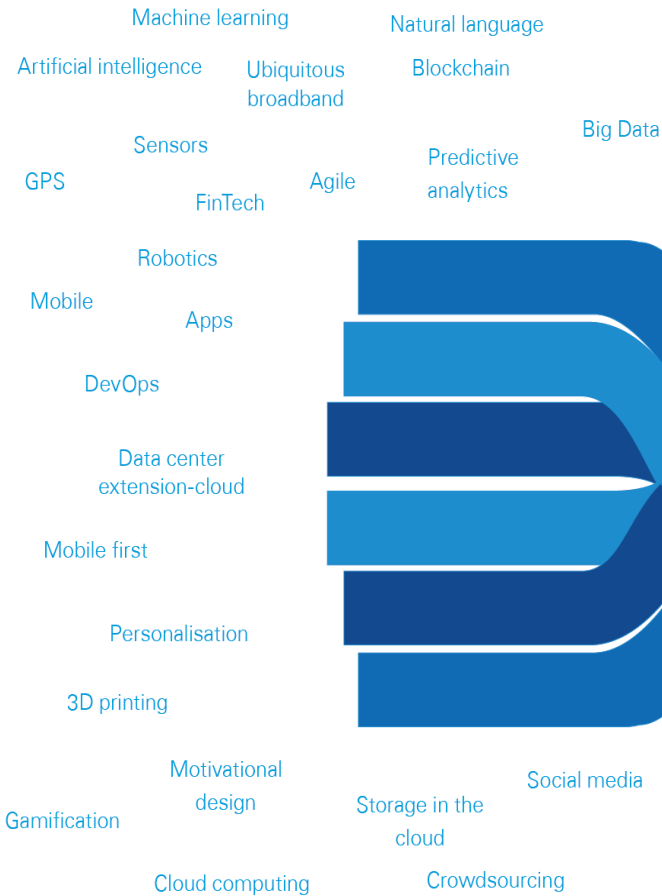 Machine learning
Natural language
Artificial intelligence
Ubiquitous
broadband
Blockchain
Big Data
Sensors
Predictive
analytics
GPS
FinTech
Agile
Robotics
Mobile
Apps
DevOps
Data center
extension-cloud
Mobile first
Personalisation
3D printing
Motivational
design
Social media
Gamification
Storage in the
cloud
Cloud computing
Crowdsourcing